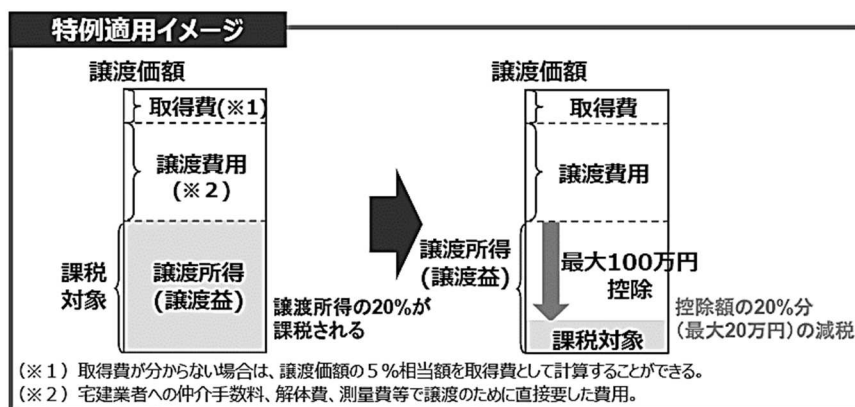 特例適用イメージ
譲渡価額
取得費(※1)
譲渡費用
(※2)
課税
対象
譲渡所得
(譲渡益)
譲渡所得の20%が
課税される
譲渡価額
取得費
譲渡費用
譲渡所得
(譲渡益)
最大100万円
控除
課税対象
控除額の20%分
(最大20万円)の減税
(※1) 取得費が分からない場合は、譲渡価額の5%相当額を取得費として計算することができる。
(※2) 宅建業者への仲介手数料、解体費、測量費等で譲渡のために直接要した費用。